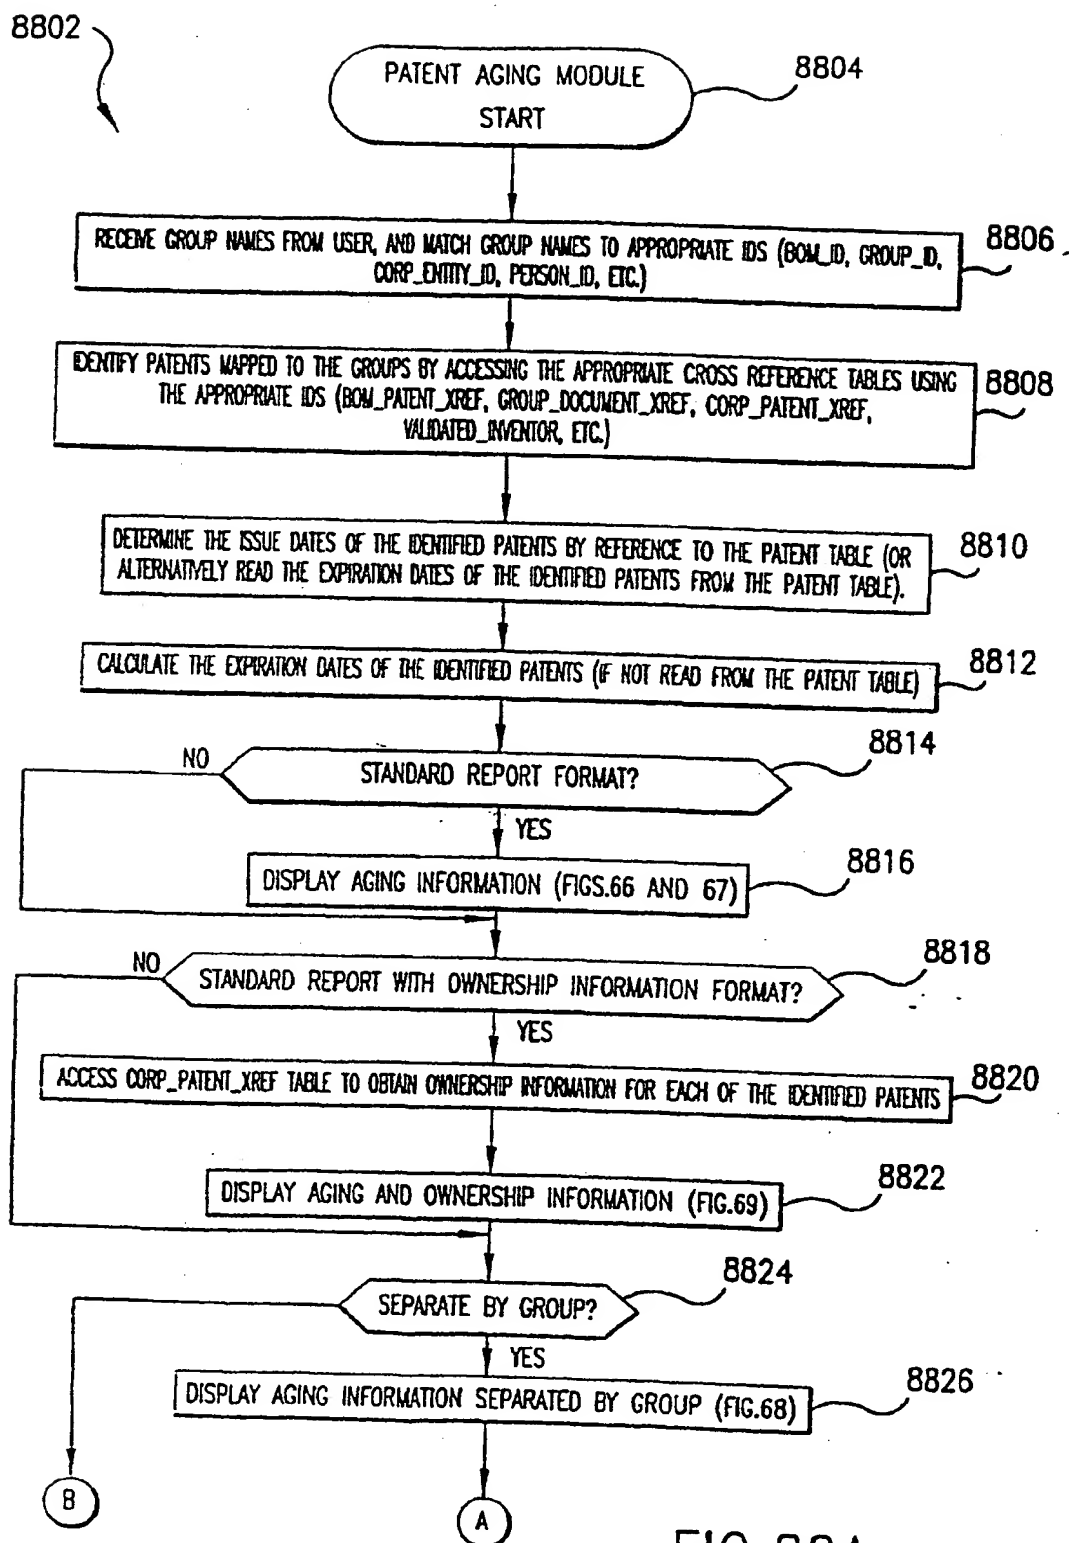 8802
PATENT AGING MODULE
START
8804
RECEIVE GROUP NAMES FROM USER, AND MATCH GROUP NAMES TO APPROPRIATE IDS (BOM_ID, GROUP_ID,
CORP_ENTITY_ID, PERSON_ID, ETC.)
8806
IDENTIFY PATENTS MAPPED TO THE GROUPS BY ACCESSING THE APPROPRIATE CROSS REFERENCE TABLES USING
THE APPROPRIATE IDS (BOM_PATENT_XREF, GROUP_DOCUMENT_XREF, CORP_PATENT_XREF,
VALIDATED_INVENTOR, ETC.)
8808
DETERMINE THE ISSUE DATES OF THE IDENTIFIED PATENTS BY REFERENCE TO THE PATENT TABLE (OR
ALTERNATIVELY READ THE EXPIRATION DATES OF THE IDENTIFIED PATENTS FROM THE PATENT TABLE).
8810
CALCULATE THE EXPIRATION DATES OF THE IDENTIFIED PATENTS (IF NOT READ FROM THE PATENT TABLE)
8812
NO
STANDARD REPORT FORMAT?
8814
YES
DISPLAY AGING INFORMATION (FIGS.66 AND 67)
8816
NO
STANDARD REPORT WITH OWNERSHIP INFORMATION FORMAT?
8818
YES
ACCESS CORP_PATENT_XREF TABLE TO OBTAIN OWNERSHIP INFORMATION FOR EACH OF THE IDENTIFIED PATENTS
8820
DISPLAY AGING AND OWNERSHIP INFORMATION (FIG.69)
8822
SEPARATE BY GROUP?
8824
YES
DISPLAY AGING INFORMATION SEPARATED BY GROUP (FIG.68)
8826
B
A